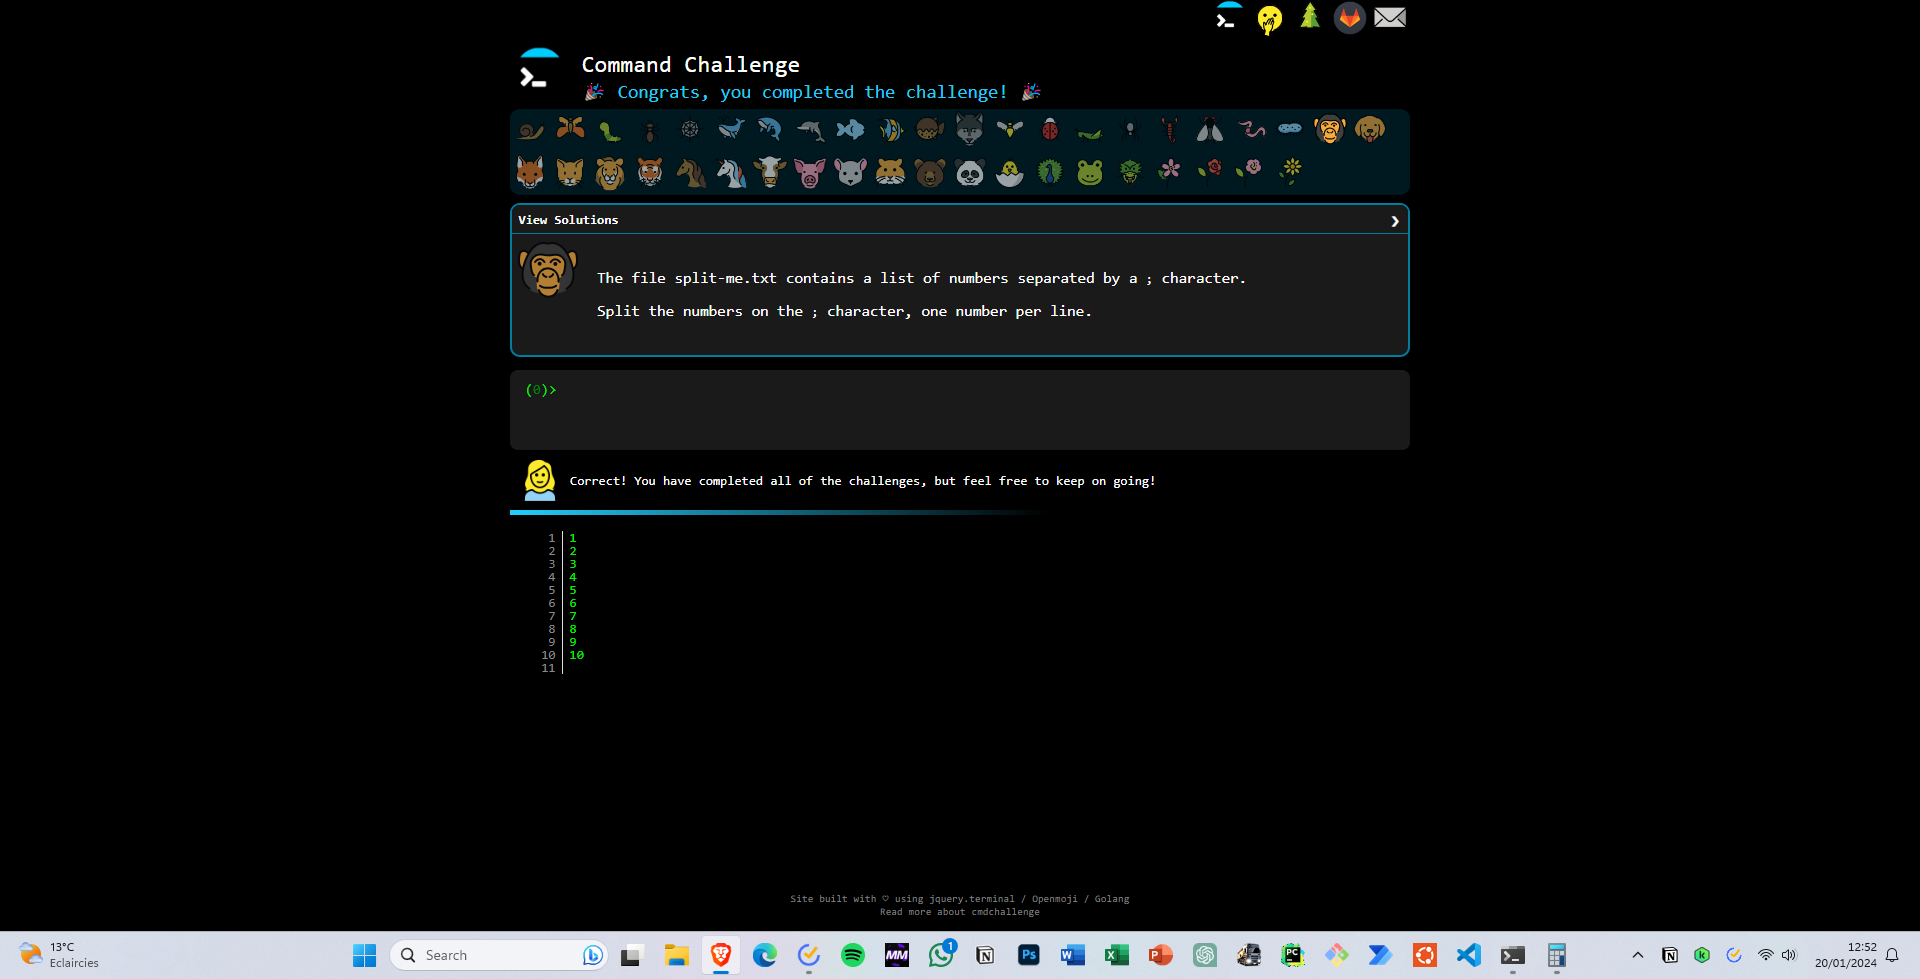 Command Challenge
🎉 Congrats, you completed the challenge! 🎉
View Solutions
The file split-me.txt contains a list of numbers separated by a ; character.
Split the numbers on the ; character, one number per line.
(0)>
Correct! You have completed all of the challenges, but feel free to keep on going!
1 1
2 2
3 3
4 4
5 5
6 6
7 7
8 8
9 9
10 10
11
Site built with ♡ using jquery.terminal / Openmoji / Golang
Read more about cmdchallenge
13°C
Eclaircies
Search
MM
1
Ps
PC
12:52
20/01/2024